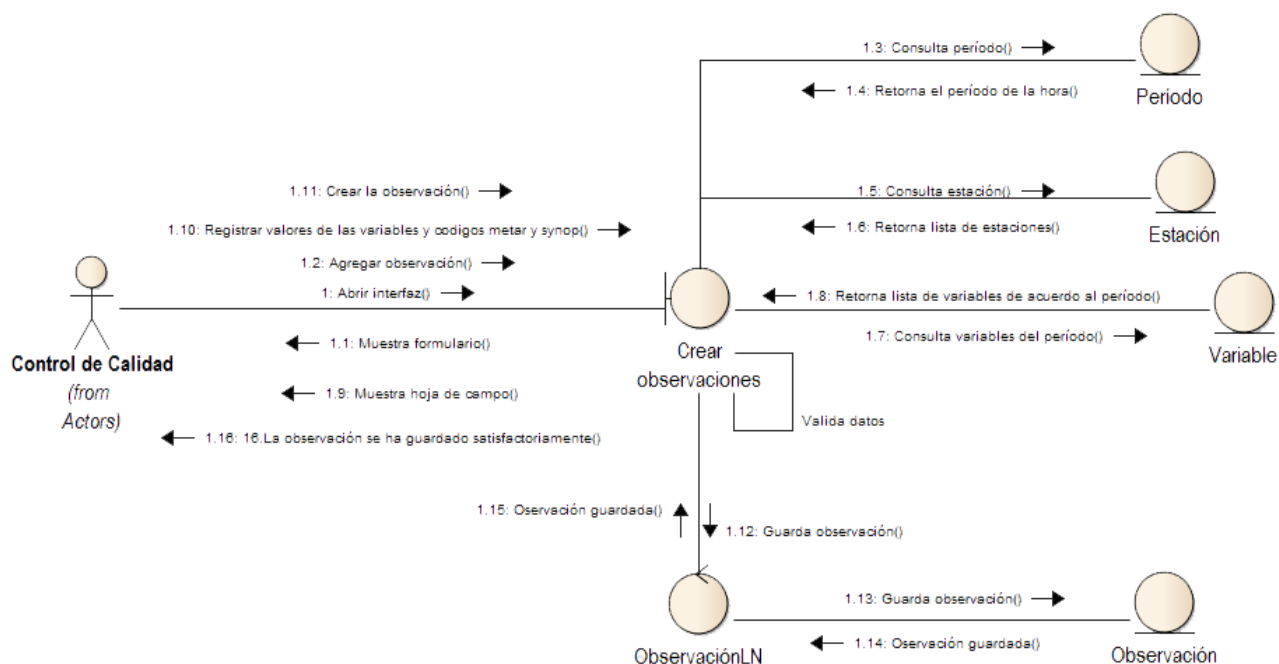 1.3: Consulta período()
1.4: Retorna el período de la hora()
Periodo
1.11: Crear la observación()
1.5: Consulta estación()
1.10: Registrar valores de las variables y codigos metar y synop()
1.6: Retorna lista de estaciones()
Estación
1.2: Agregar observación()
1: Abrir interfaz()
1.8: Retorna lista de variables de acuerdo al período()
1.7: Consulta variables del período()
1.1: Muestra formulario()
Crear
observaciones
Variable
Control de Calidad
(from
Actors)
1.9: Muestra hoja de campo()
Valida datos
1.16: 16.La observación se ha guardado satisfactoriamente()
1.15: Oservación guardada()
1.12: Guarda observación()
1.13: Guarda observación()
1.14: Oservación guardada()
ObservaciónLN
Observación